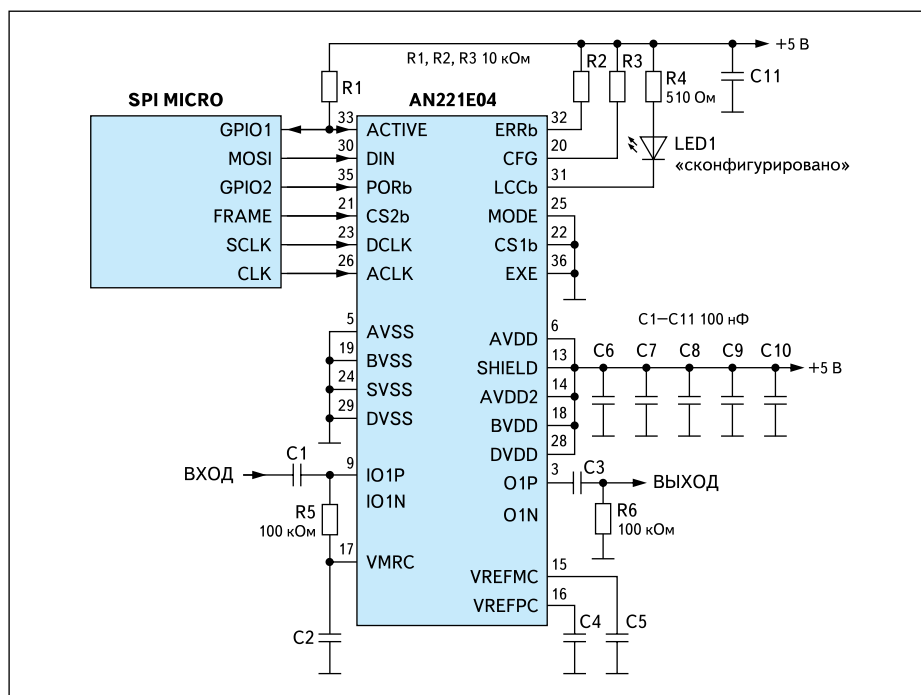 +5 В
R1, R2, R3 10 кОм
R2
R3
R4
510 Ом
C11
R1
SPI MICRO
AN221E04
GPIO1
33
ACTIVE
ERRb
32
LED1
«сконфигурировано»
MOSI
30
DIN
CFG
20
GPIO2
35
PORb
LCCb
31
FRAME
21
CS2b
MODE
25
SCLK
23
DCLK
CS1b
22
CLK
26
ACLK
EXE
36
5
AVSS
AVDD
6
C1–C11 100 нФ
19
BVSS
SHIELD
13
C6
C7
C8
C9
C10
+5 В
24
SVSS
AVDD2
14
29
DVSS
BVDD
18
DVDD
28
ВХОД
C1
9
IO1P
O1P
3
C3
ВЫХОД
IO1N
O1N
R5
100 кОм
R6
100 кОм
17
VMRC
VREFMC
15
VREFPC
16
C2
C4
C5